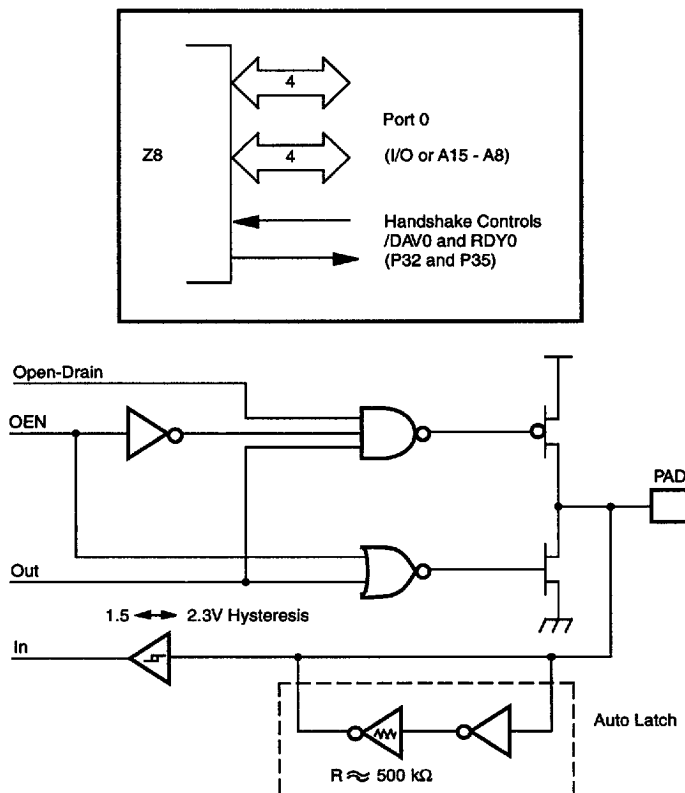 4
Port 0
Z8
4
(I/O or A15 - A8)
Handshake Controls
/DAV0 and RDY0
(P32 and P35)
Open-Drain
OEN
PAD
Out
1.5 2.3V Hysteresis
In
Auto Latch
R ≈ 500 kΩ